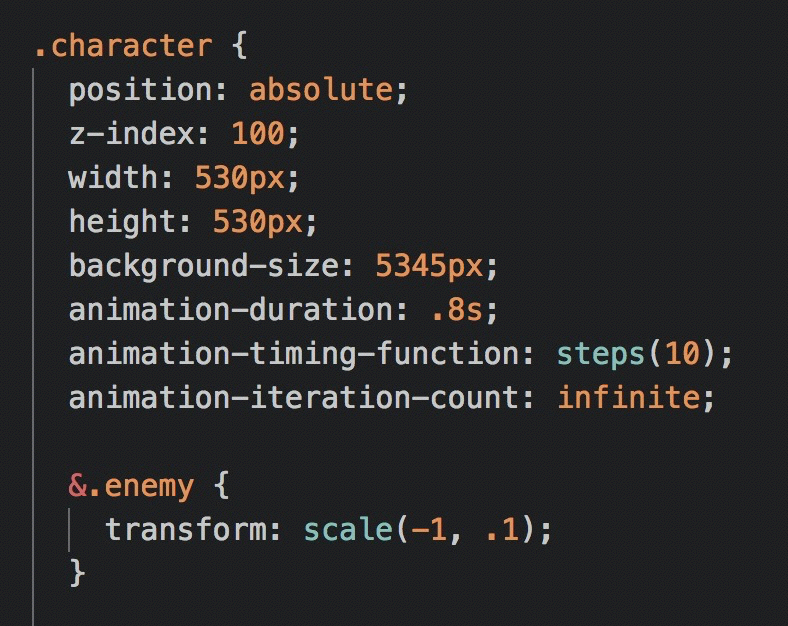 .character {
position: absolute;
z-index: 100;
width: 530px;
height: 530px;
background-size: 5345px;
animation-duration: .8s;
animation-timing-function: steps(10);
animation-iteration-count: infinite;
&.enemy {
transform: scale(-1, .1);
}